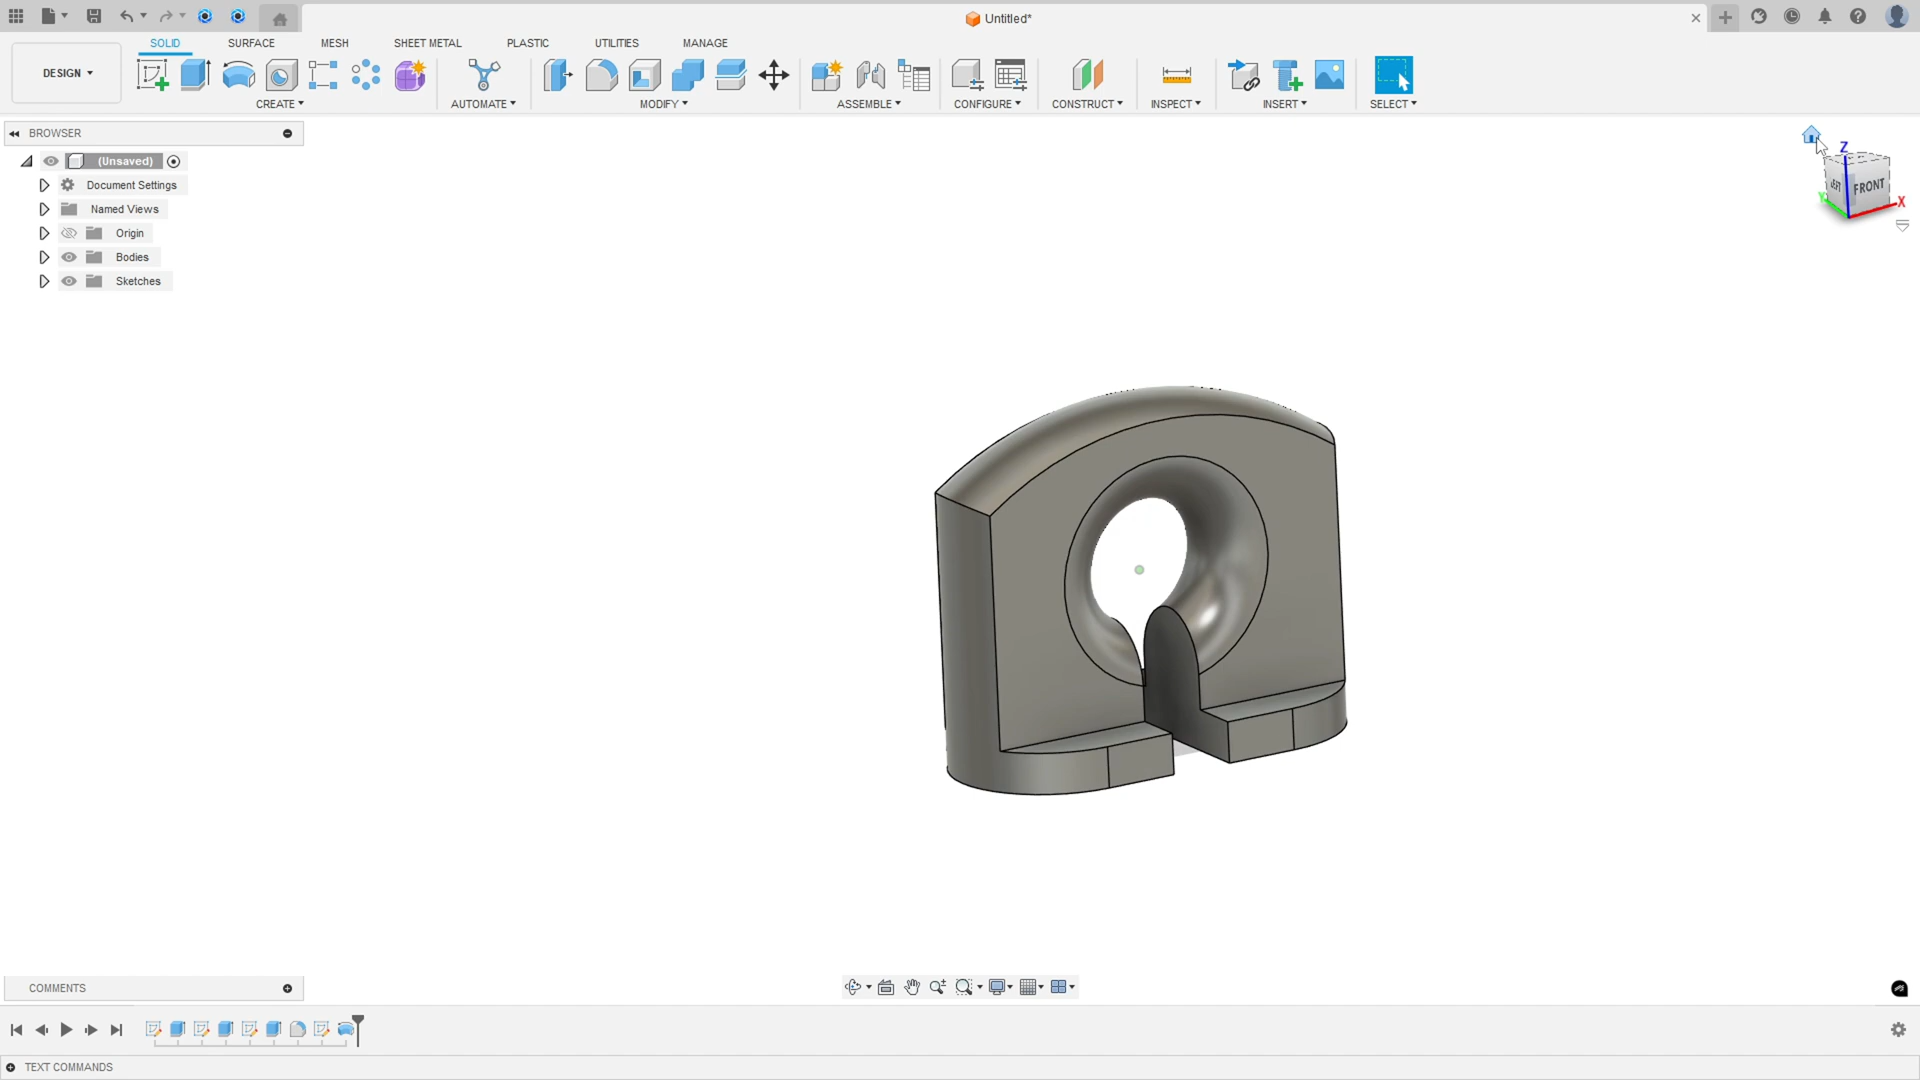 Untitled*
DESIGN
SOLID
SURFACE
MESH
SHEET METAL
PLASTIC
UTILITIES
MANAGE
CREATE
AUTOMATE
MODIFY
ASSEMBLE
CONFIGURE
CONSTRUCT
INSPECT
INSERT
SELECT
BROWSER
(Unsaved)
Document Settings
Named Views
Origin
Bodies
Sketches
Z
LEFT
FRONT
Y
X
COMMENTS
TEXT COMMANDS